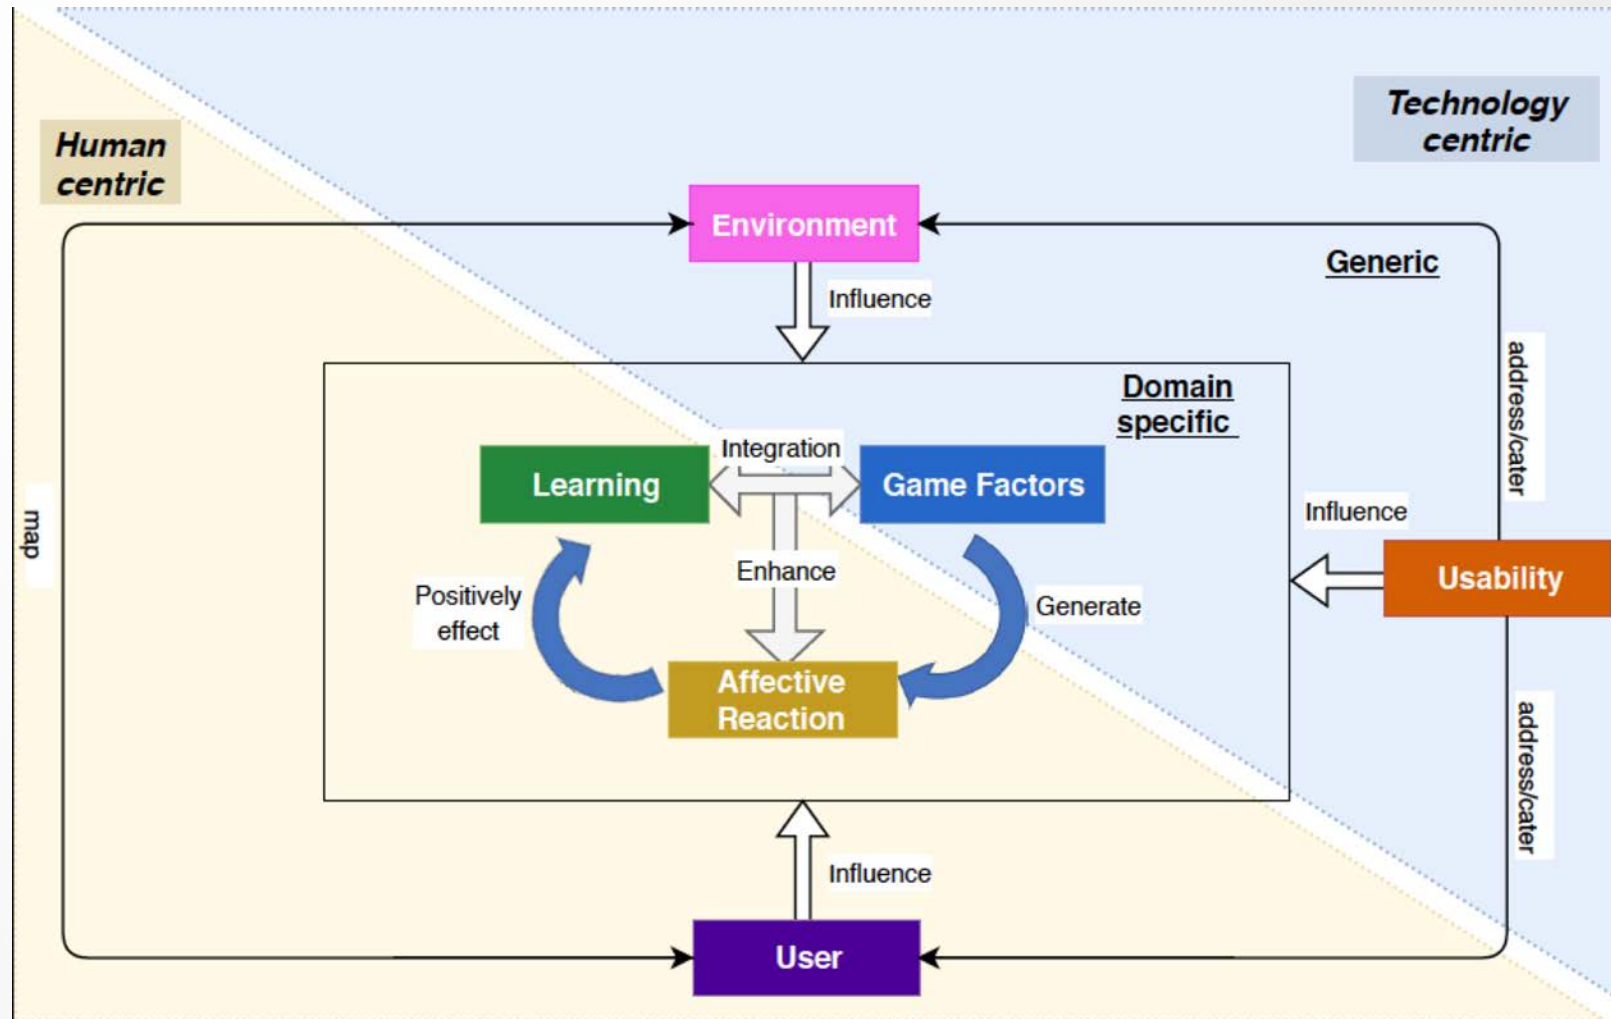 Technology
centric
Human
centric
Environment
Generic
Influence
Domain
specific
Integration
Learning
Game Factors
address/cater
Influence
map
Enhance
Usability
Positively
effect
Generate
Affective
Reaction
address/cater
Influence
User